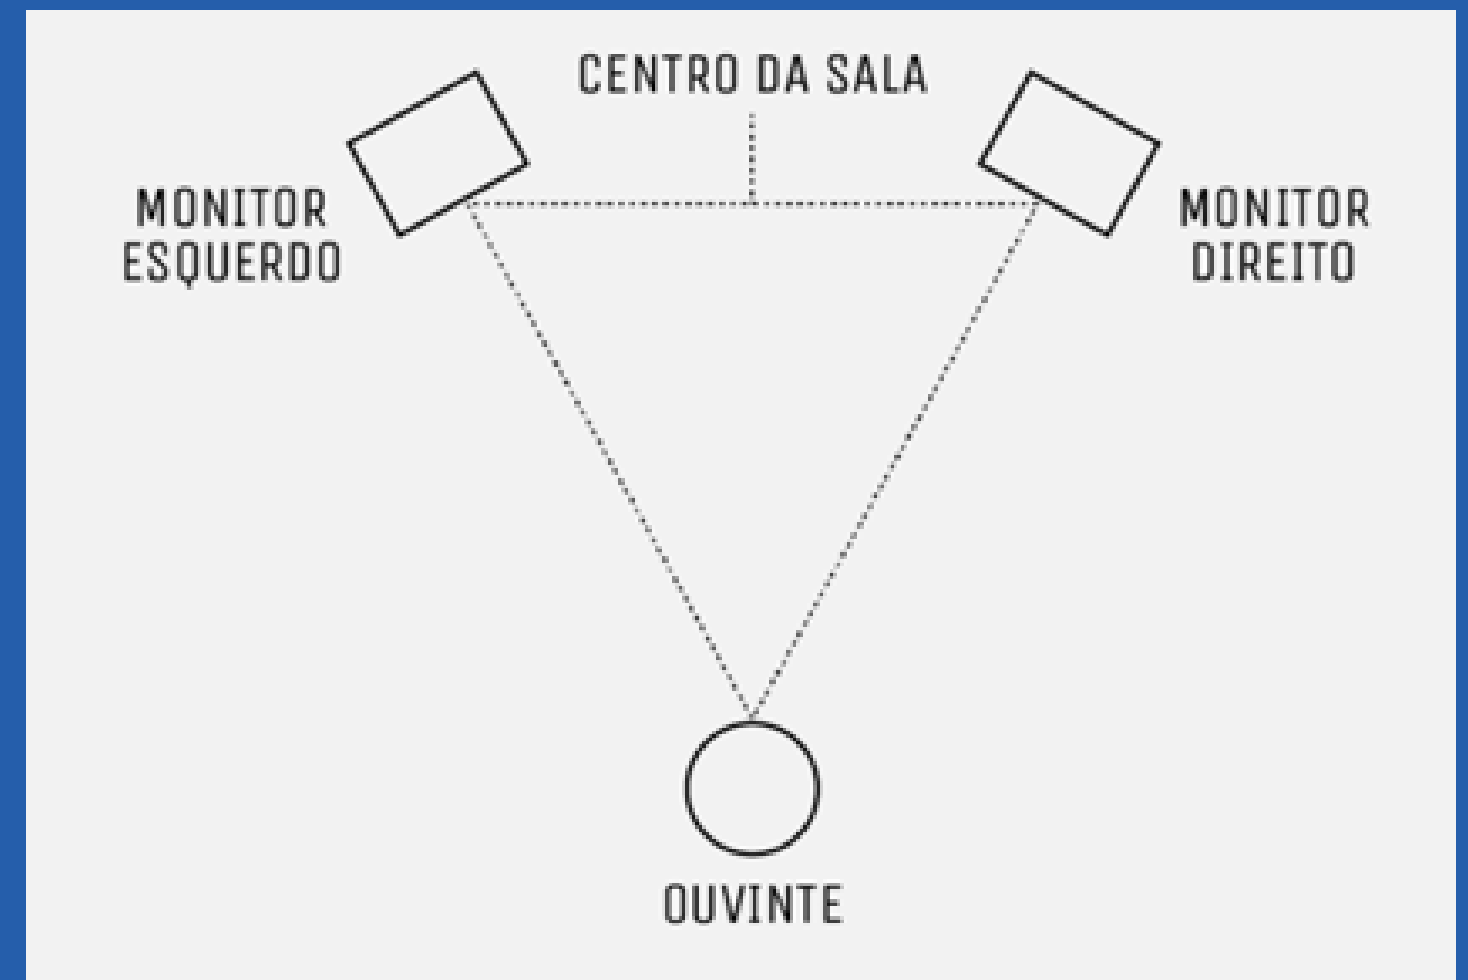 CENTRO DA SALA
MONITOR
ESQUERDO
MONITOR
DIREITO
OUVINTE